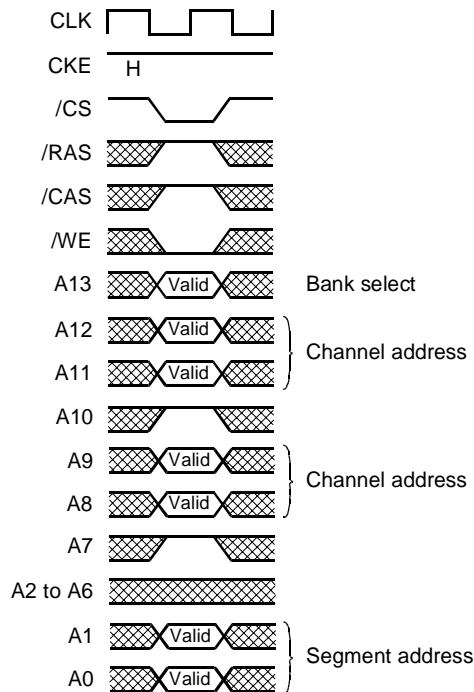 CLK
CKE H
/CS
/RAS
/CAS
/WE
A13 Valid Bank select
A12 Valid
Channel address
A11 Valid
A10
A9 Valid
Channel address
A8 Valid
A7
A2 to A6
A1 Valid
Segment address
A0 Valid